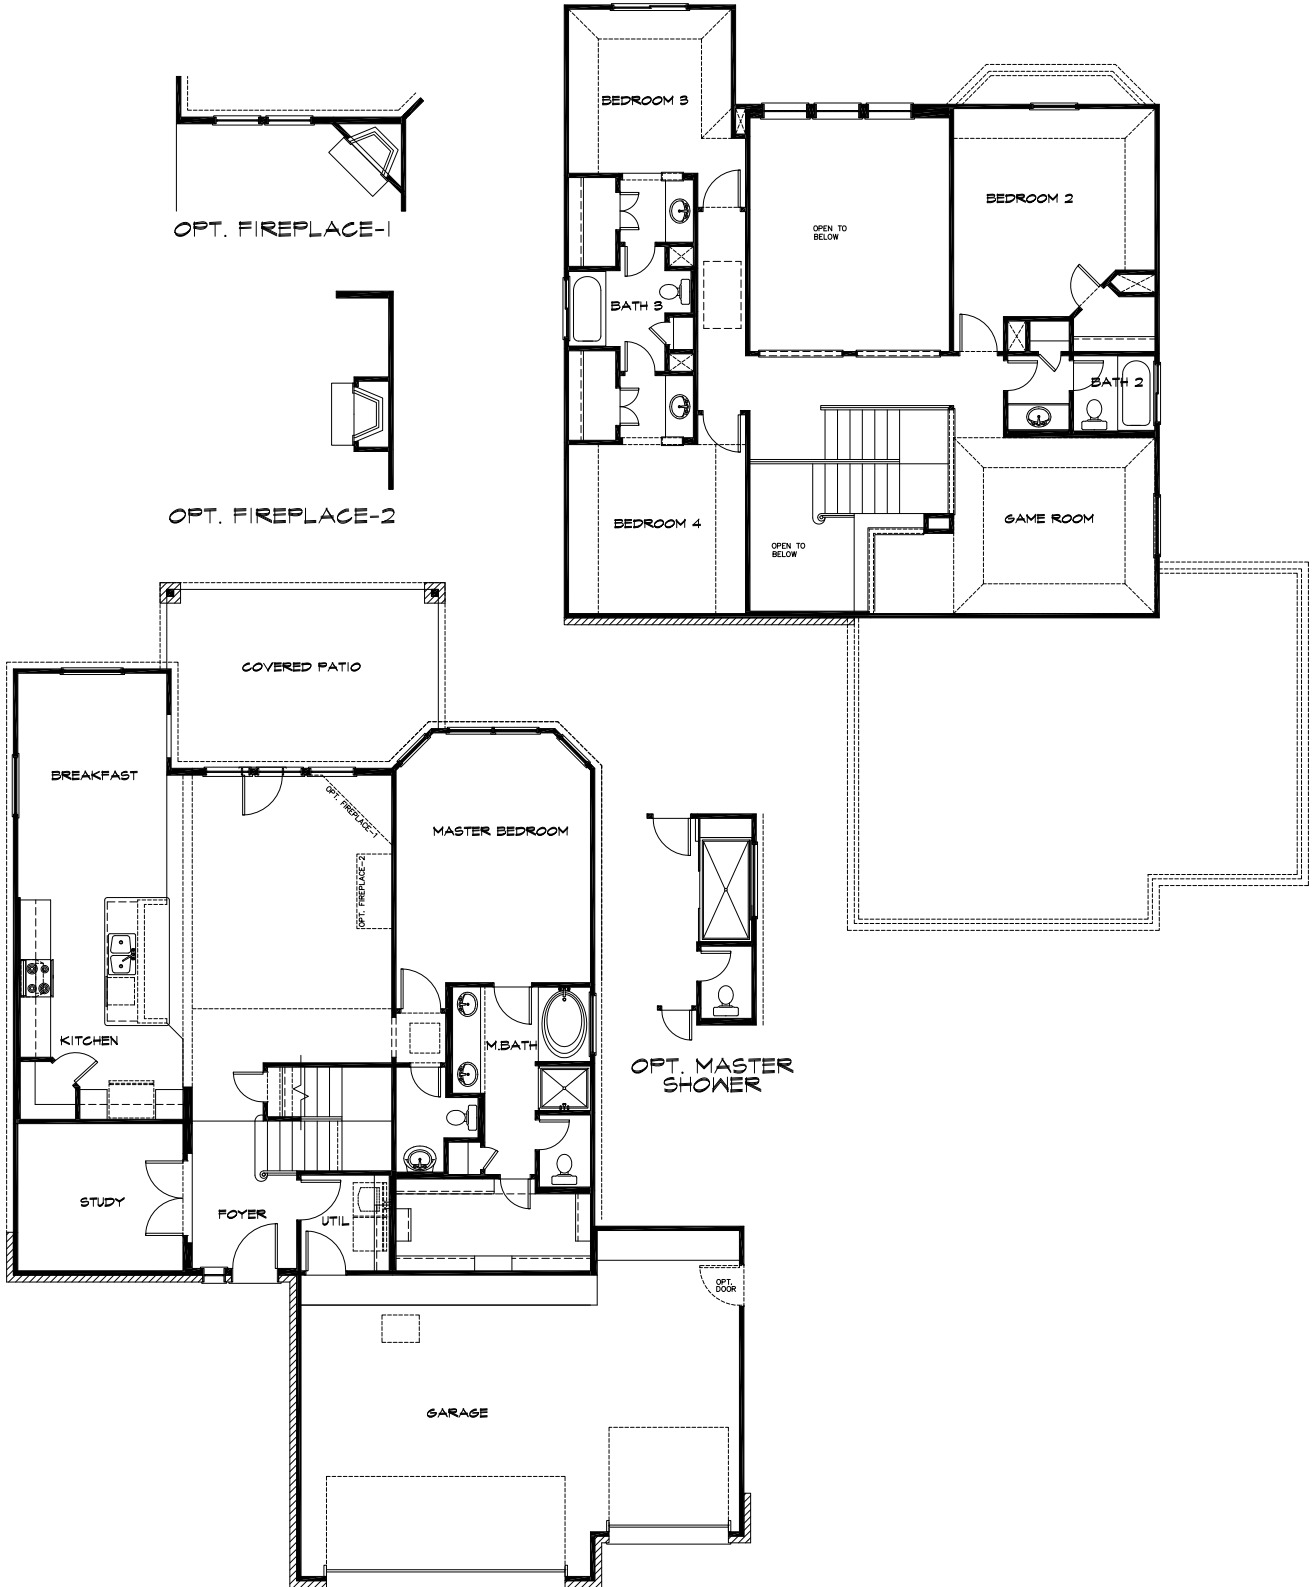 BEDROOM 3
BEDROOM 2
OPT. FIREPLACE-1
OPEN TO
BELOW
BATH 3
BATH 2
OPT. FIREPLACE-2
BEDROOM 4
GAME ROOM
OPEN TO
BELOW
COVERED PATIO
BREAKFAST
OPT. FIREPLACE-1
MASTER BEDROOM
OPT. FIREPLACE-2
KITCHEN
M.BATH
OPT. MASTER
SHOWER
STUDY
FOYER
UTIL
OPT.
DOOR
GARAGE